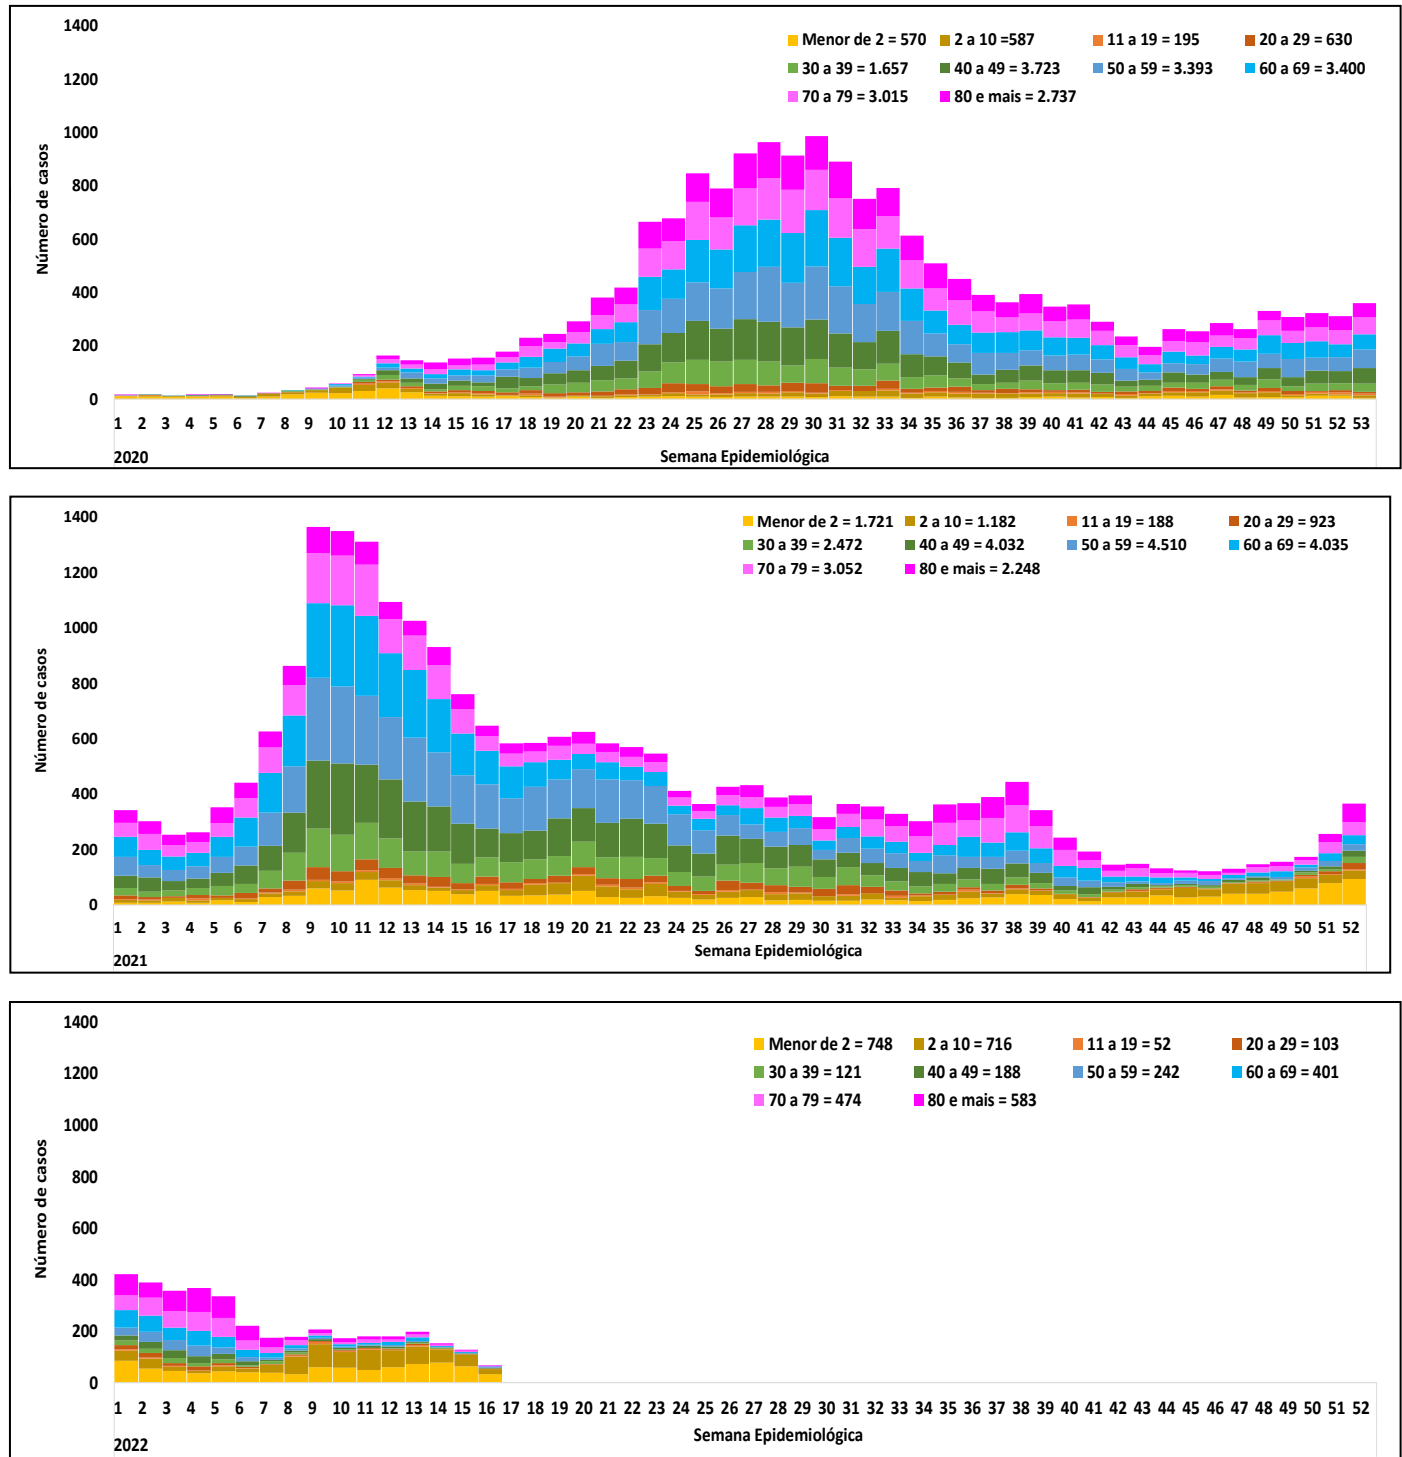 1400
1200
1000
800
600
400
200
0
Número de casos
Menor de 2 = 570 2 a 10 =587 11 a 19 = 195 20 a 29 = 630
30 a 39 = 1.657 40 a 49 = 3.723 50 a 59 = 3.393 60 a 69 = 3.400
70 a 79 = 3.015 80 e mais = 2.737
1 2 3 4 5 6 7 8 9 10 11 12 13 14 15 16 17 18 19 20 21 22 23 24 25 26 27 28 29 30 31 32 33 34 35 36 37 38 39 40 41 42 43 44 45 46 47 48 49 50 51 52 53
2020
Semana Epidemiológica
1400
1200
1000
800
600
400
200
0
Número de casos
Menor de 2 = 1.721 2 a 10 = 1.182 11 a 19 = 188 20 a 29 = 923
30 a 39 = 2.472 40 a 49 = 4.032 50 a 59 = 4.510 60 a 69 = 4.035
70 a 79 = 3.052 80 e mais = 2.248
1 2 3 4 5 6 7 8 9 10 11 12 13 14 15 16 17 18 19 20 21 22 23 24 25 26 27 28 29 30 31 32 33 34 35 36 37 38 39 40 41 42 43 44 45 46 47 48 49 50 51 52
Semana Epidemiológica
2021
1400
1200
1000
800
600
400
200
0
Número de casos
Menor de 2 = 748 2 a 10 = 716 11 a 19 = 52 20 a 29 = 103
30 a 39 = 121 40 a 49 = 188 50 a 59 = 242 60 a 69 = 401
70 a 79 = 474 80 e mais = 583
1 2 3 4 5 6 7 8 9 10 11 12 13 14 15 16 17 18 19 20 21 22 23 24 25 26 27 28 29 30 31 32 33 34 35 36 37 38 39 40 41 42 43 44 45 46 47 48 49 50 51 52
Semana Epidemiológica
2022